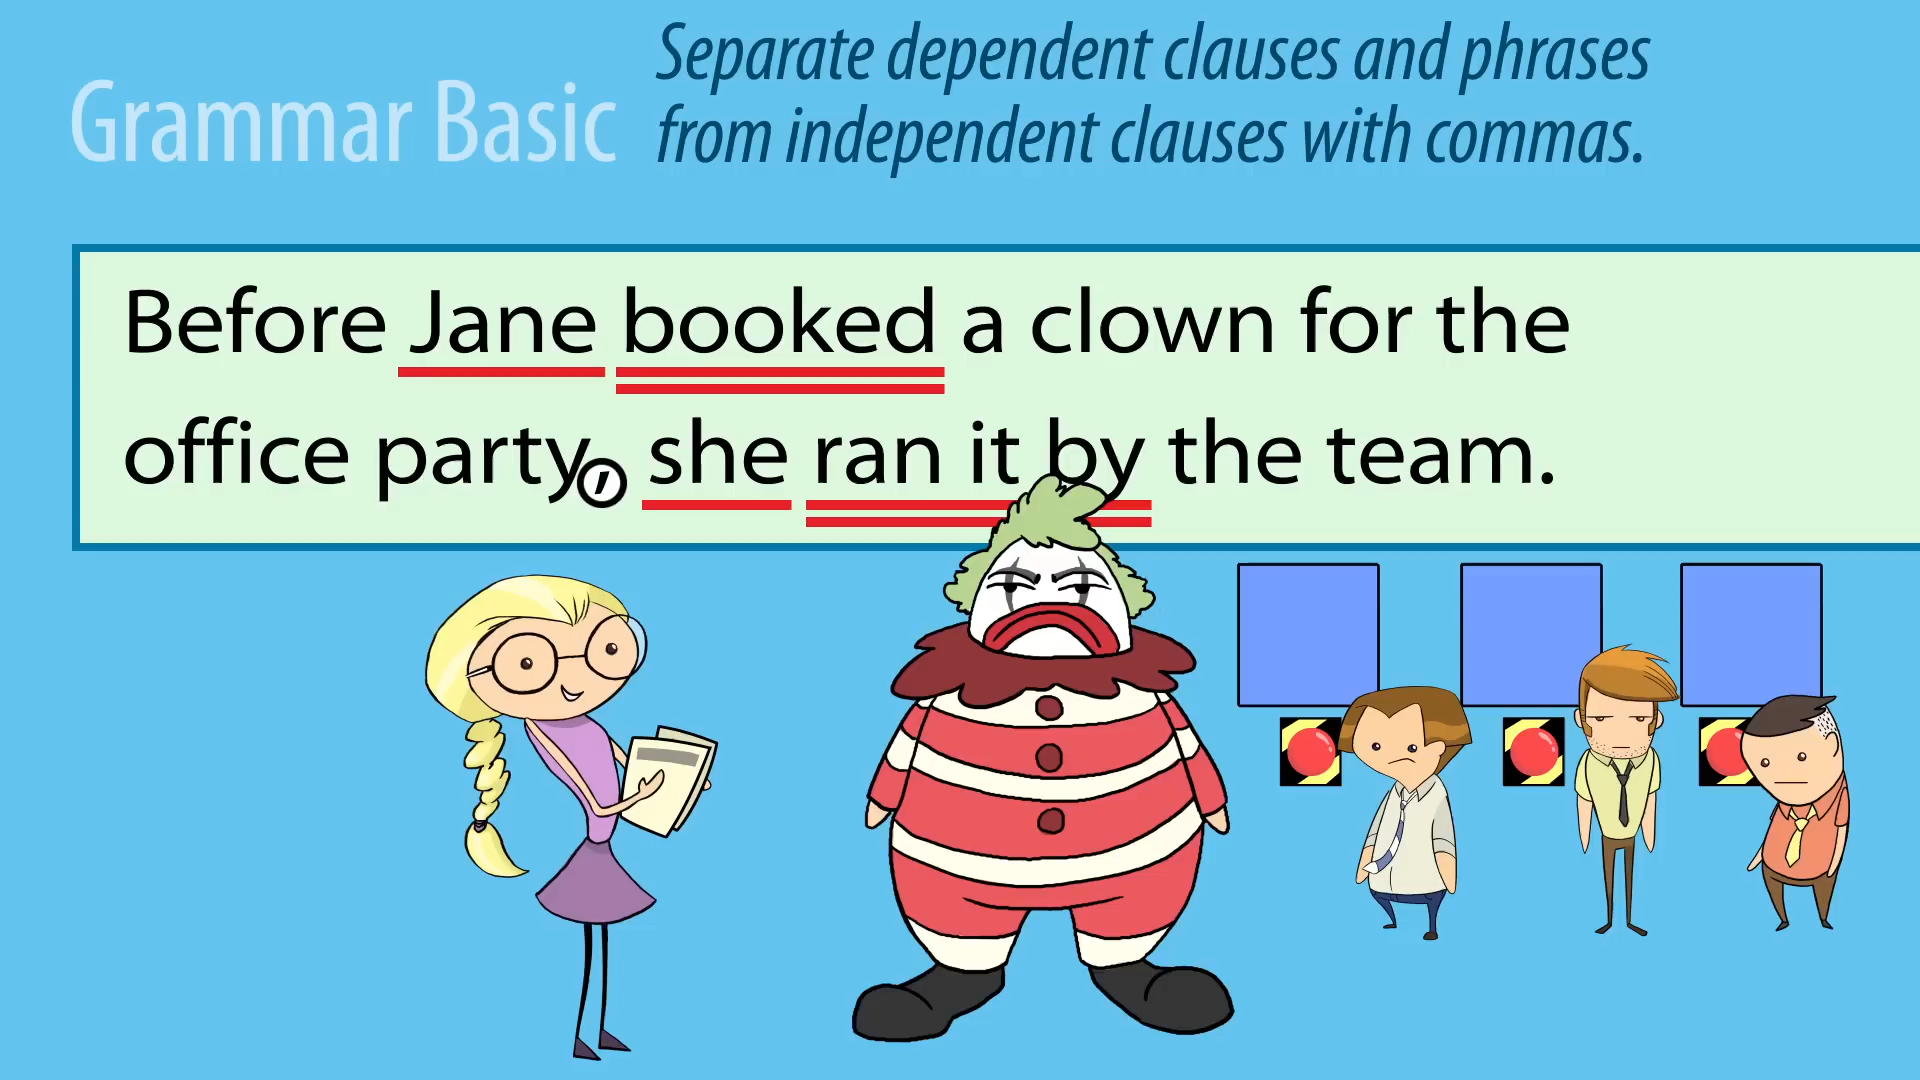 Grammar Basic
Separate dependent clauses and phrases
from independent clauses with commas.
Before Jane booked a clown for the
office party, she ran it by the team.